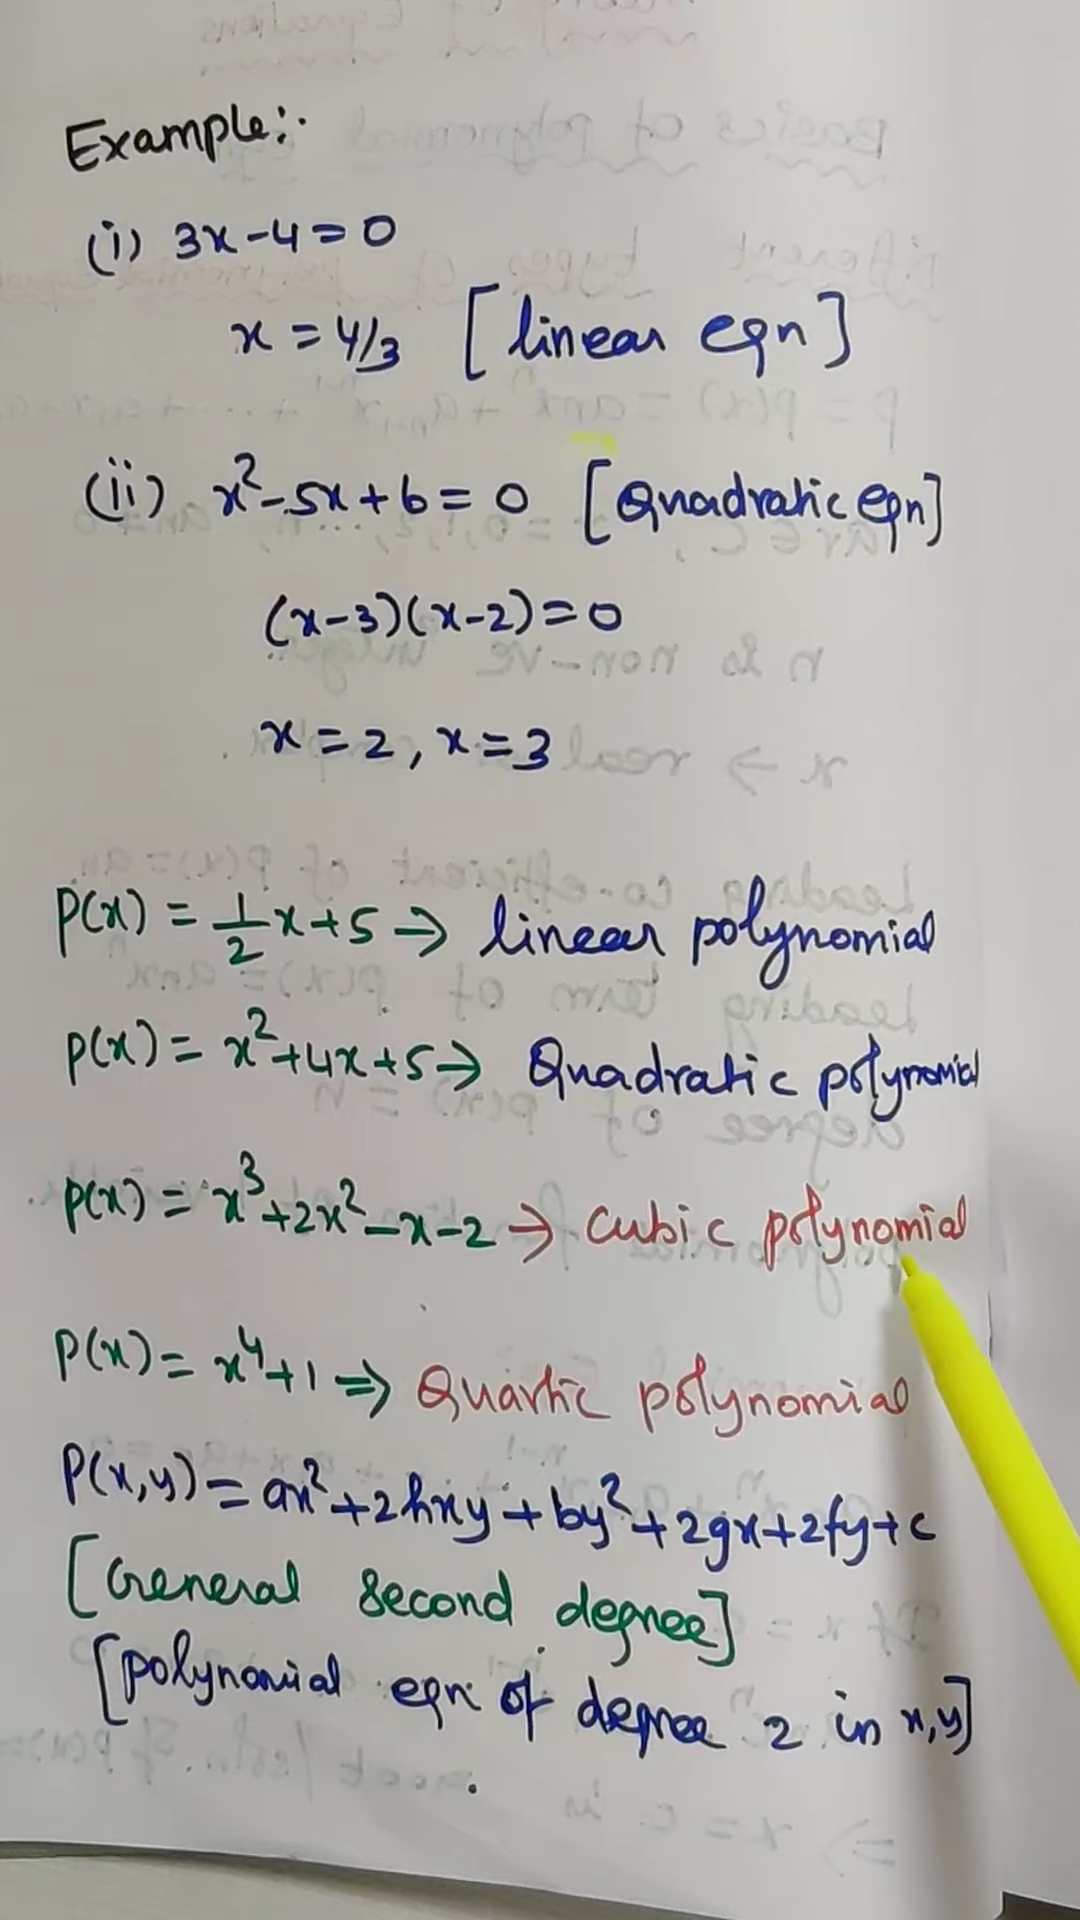 Example:-
(i) 3x-4=0
x = 4/3 [linear eqn]
(ii) x²-5x+6=0 [Quadratic eqn]
(x-3)(x-2)=0
x=2, x=3
P(x) = 1/2 x+5 → linear polynomial
p(x) = x²+4x+5 → Quadratic polynomial
p(x) = x³+2x²-x-2 → cubic polynomial
P(x) = x⁴+1 ⇒ Quartic polynomial
P(x,y) = ax²+2hxy+by²+2gx+2fy+c
[General second degree]
[polynomial eqn of degree 2 in x,y]